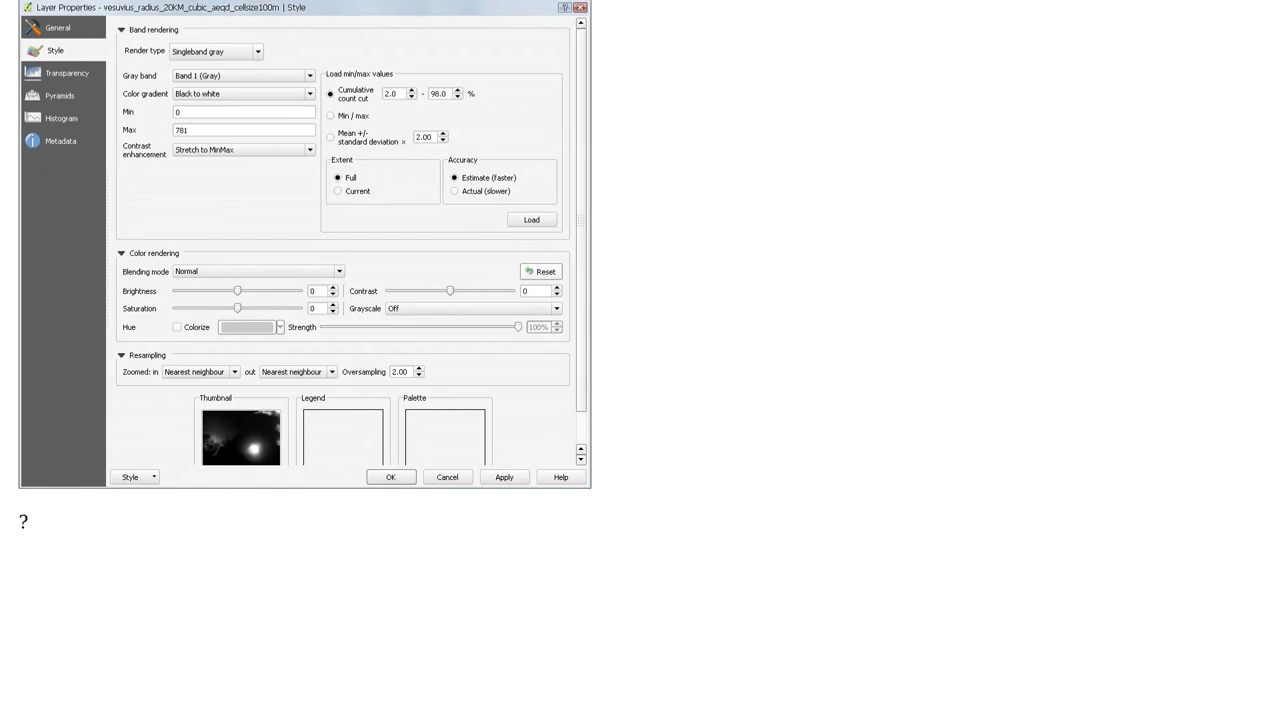 Layer Properties - vesuvius_radius_20KM_cubic_aeqd_cellsize100m | Style
General
Style
Transparency
Pyramids
Histogram
Metadata
Band rendering
Render type Singleband gray
Gray band Band 1 (Gray)
Color gradient Black to white
Min 0
Max 781
Contrast enhancement Stretch to MinMax
Load min/max values
Cumulative count cut 2.0 - 98.0 %
Min / max
Mean +/- standard deviation × 2.00
Extent
Full
Current
Accuracy
Estimate (faster)
Actual (slower)
Load
Color rendering
Blending mode Normal Reset
Brightness 0 Contrast 0
Saturation 0 Grayscale Off
Hue Colorize Strength 100%
Resampling
Zoomed: in Nearest neighbour out Nearest neighbour Oversampling 2.00
Thumbnail Legend Palette
Style OK Cancel Apply Help
?